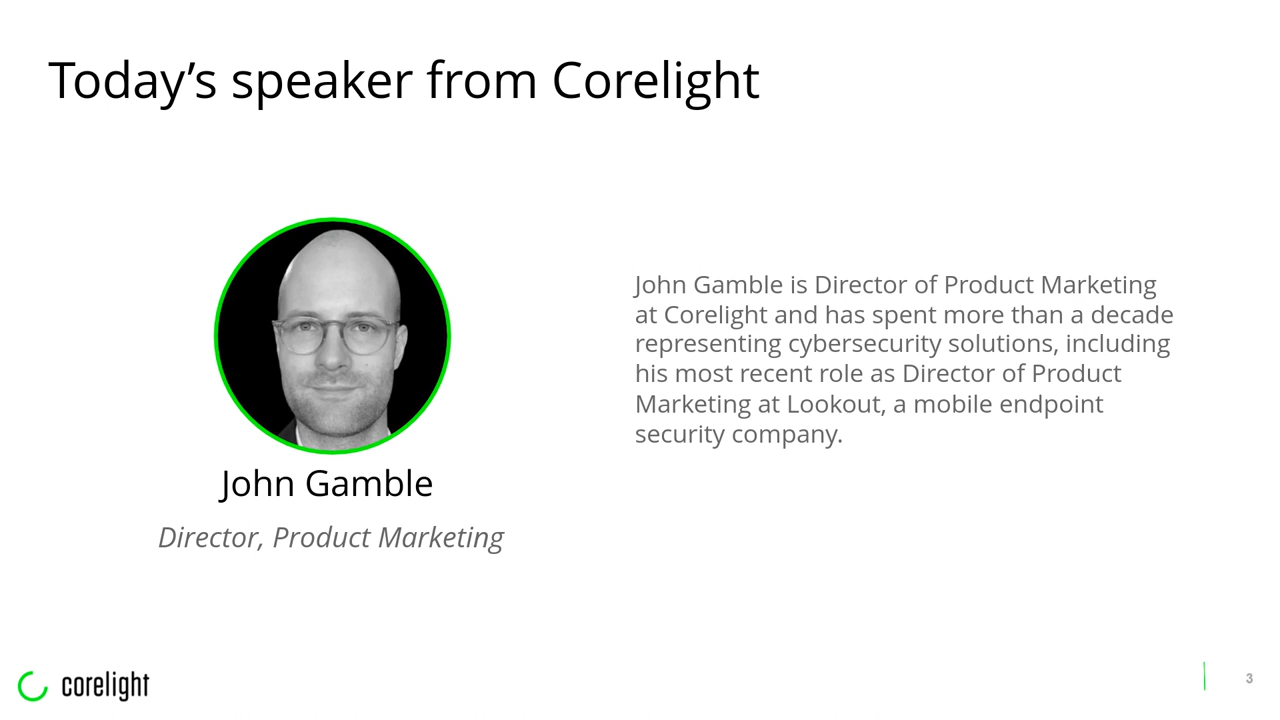 Today’s speaker from Corelight
John Gamble
Director, Product Marketing
John Gamble is Director of Product Marketing
at Corelight and has spent more than a decade
representing cybersecurity solutions, including
his most recent role as Director of Product
Marketing at Lookout, a mobile endpoint
security company.
corelight
3